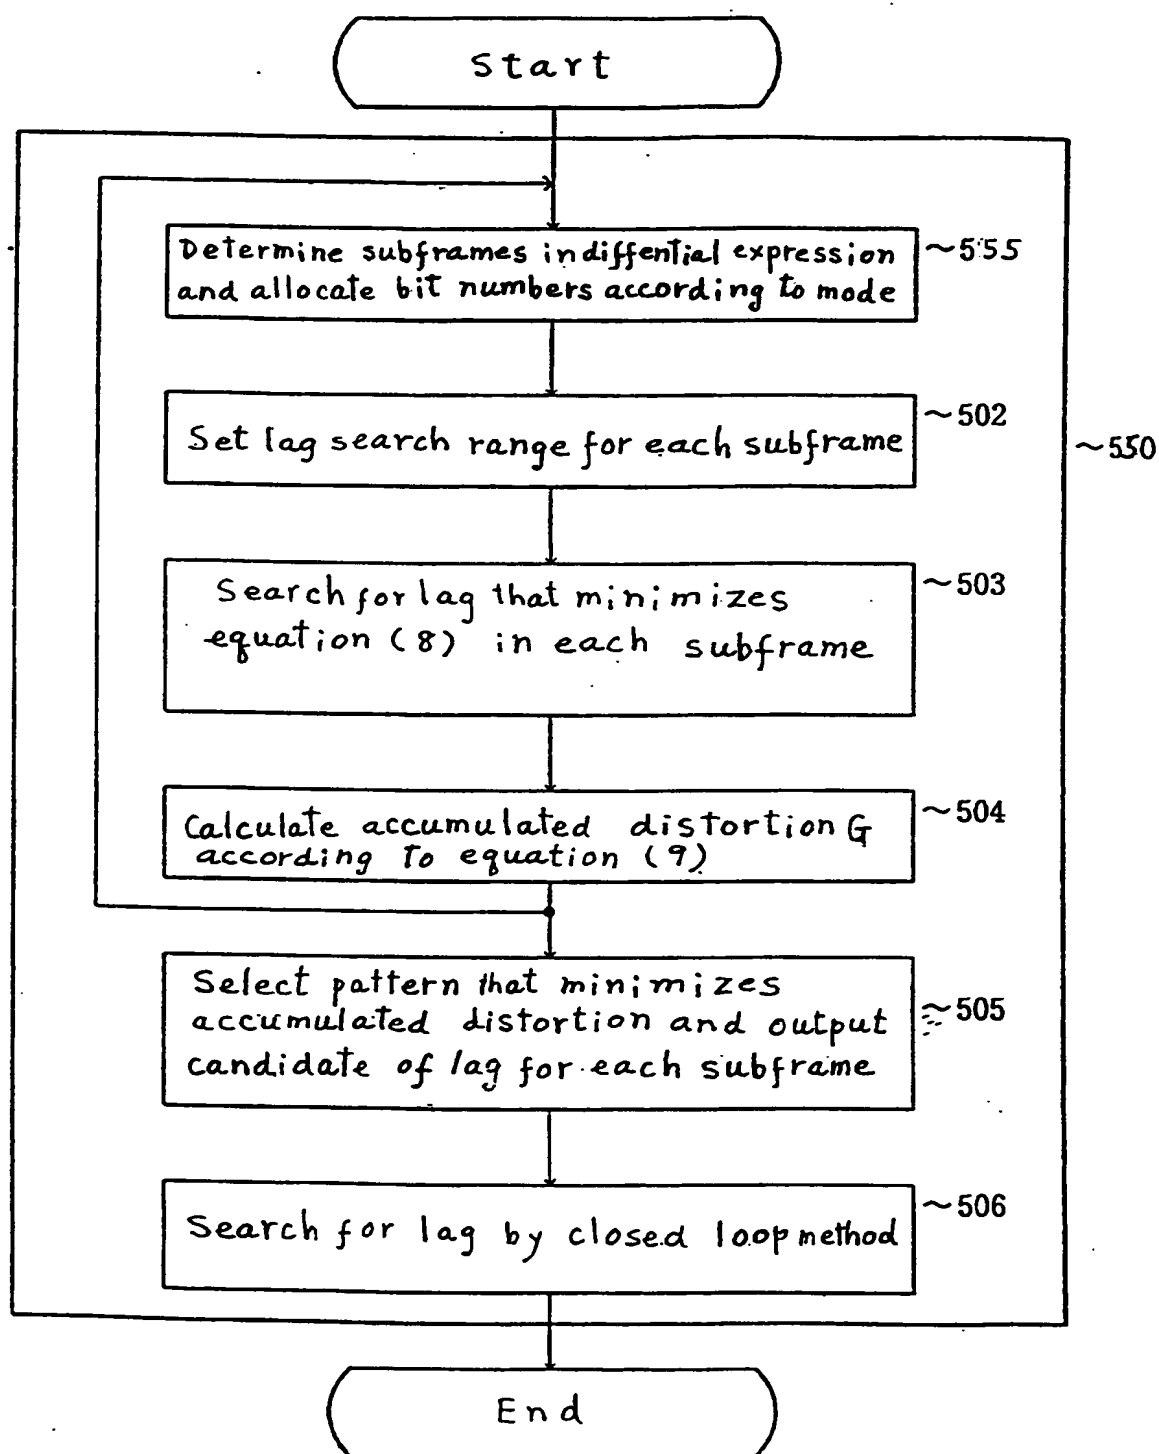 Start
Determine subframes in diffential expression
and allocate bit numbers according to mode
~555
Set lag search range for each subframe
~502
~550
Search for lag that minimizes
equation (8) in each subframe
~503
Calculate accumulated distortion G
according to equation (9)
~504
Select pattern that minimizes
accumulated distortion and output
candidate of lag for each subframe
~505
Search for lag by closed loop method
~506
End